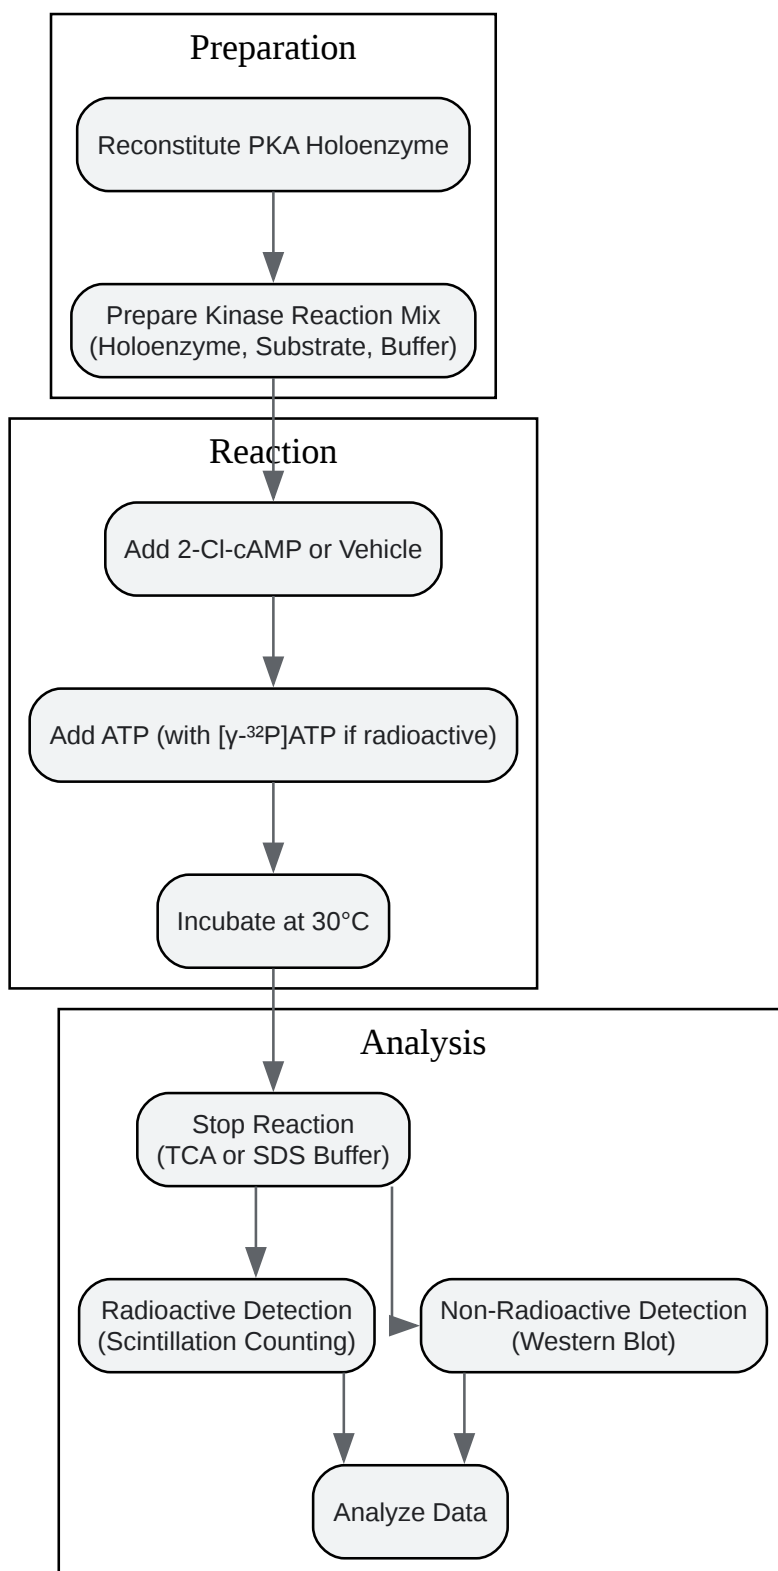 Preparation
Reconstitute PKA Holoenzyme
Prepare Kinase Reaction Mix
(Holoenzyme, Substrate, Buffer)
Reaction
Add 2-Cl-cAMP or Vehicle
Add ATP (with [γ-³²P]ATP if radioactive)
Incubate at 30°C
Analysis
Stop Reaction
(TCA or SDS Buffer)
Radioactive Detection
(Scintillation Counting)
Non-Radioactive Detection
(Western Blot)
Analyze Data